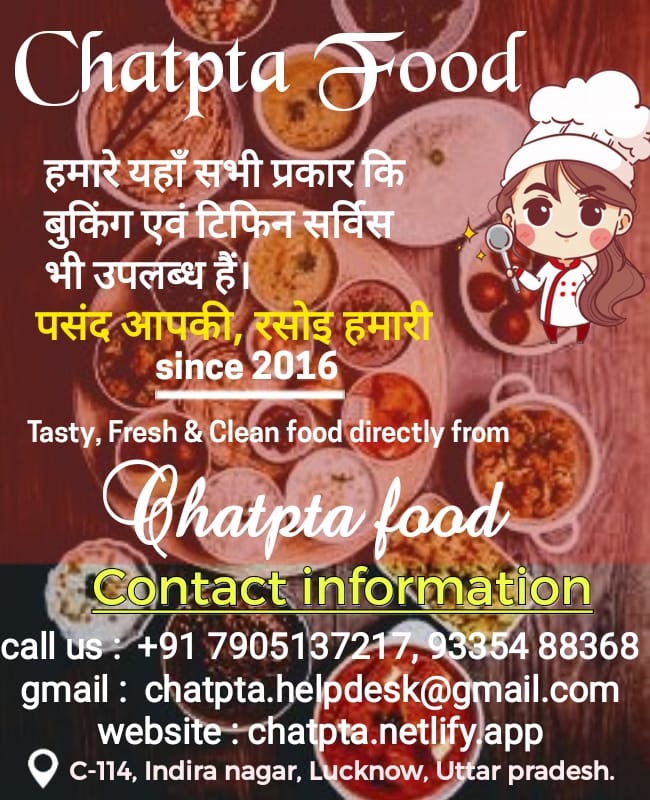 Chatpta Food
हमारे यहाँ सभी प्रकार कि
बुकिंग एवं टिफिन सर्विस
भी उपलब्ध हैं।
पसंद आपकी, रसोइ हमारी
since 2016
Tasty, Fresh & Clean food directly from
Chatpta food
Contact information
call us : +91 7905137217, 93354 88368
gmail : chatpta.helpdesk@gmail.com
website : chatpta.netlify.app
C-114, Indira nagar, Lucknow, Uttar pradesh.